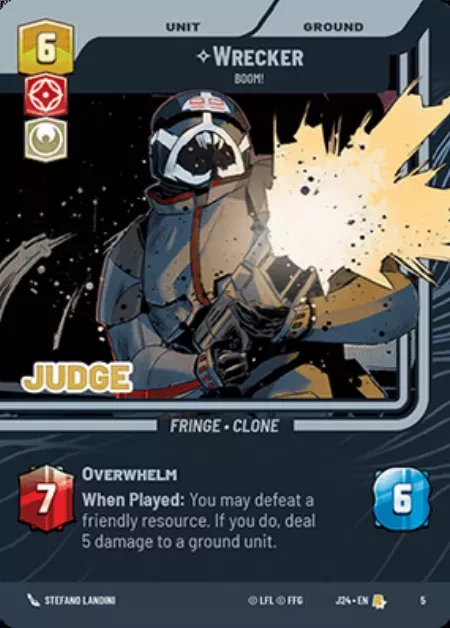 6
UNIT
GROUND
WRECKER
BOOM!
JUDGE
FRINGE • CLONE
7
6
OVERWHELM
When Played: You may defeat a
friendly resource. If you do, deal
5 damage to a ground unit.
STEFANO LANDINI
© LFL © FFG
J24 • EN
5